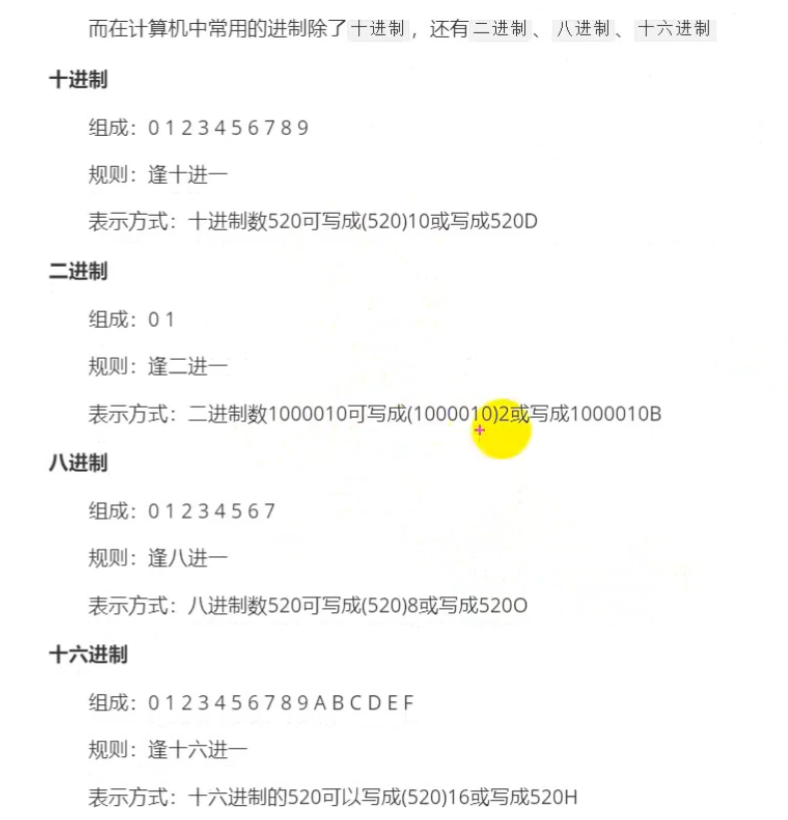 而在计算机中常用的进制除了十进制，还有二进制、八进制、十六进制
十进制
组成：0 1 2 3 4 5 6 7 8 9
规则：逢十进一
表示方式：十进制数520可写成(520)10或写成520D
二进制
组成：0 1
规则：逢二进一
表示方式：二进制数1000010可写成(1000010)2或写成1000010B
八进制
组成：0 1 2 3 4 5 6 7
规则：逢八进一
表示方式：八进制数520可写成(520)8或写成520O
十六进制
组成：0 1 2 3 4 5 6 7 8 9 A B C D E F
规则：逢十六进一
表示方式：十六进制的520可以写成(520)16或写成520H